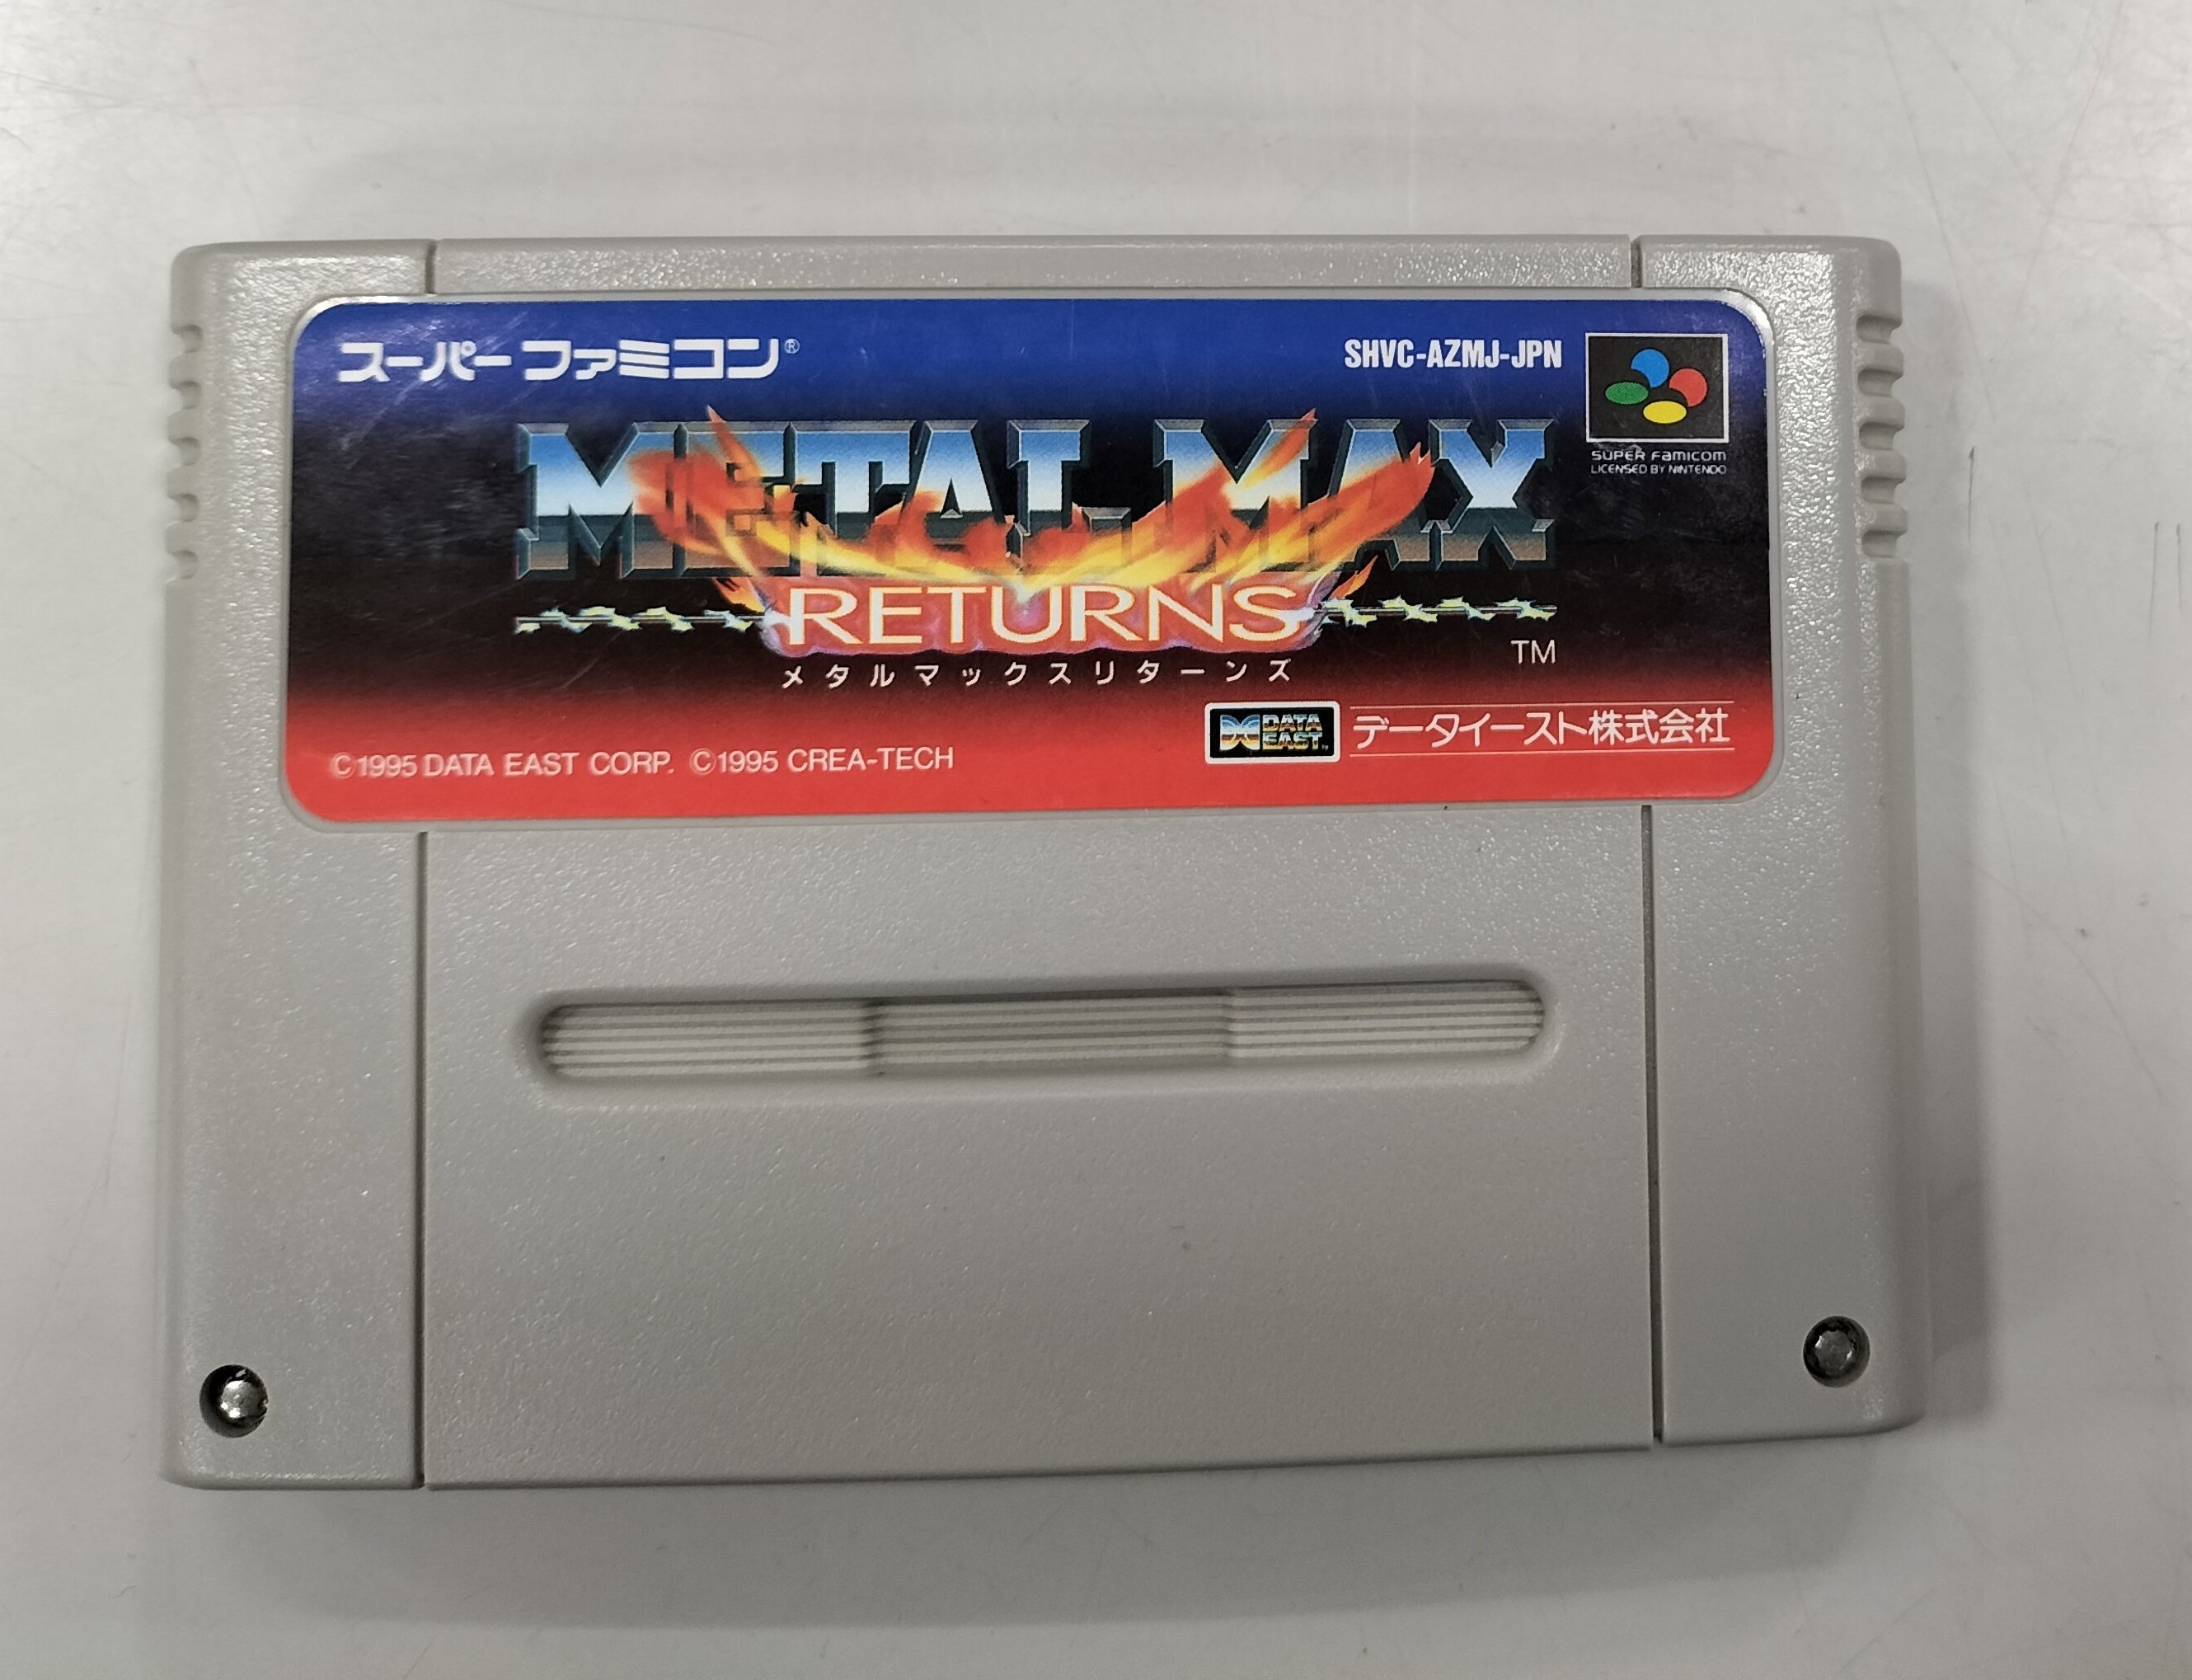 スーパーファミコン®
SHVC-AZMJ-JPN
SUPER FAMICOM
LICENSED BY NINTENDO
METAL MAX
RETURNS
TM
メタルマックスリターンズ
DATA EAST™
データイースト株式会社
©1995 DATA EAST CORP. ©1995 CREA-TECH